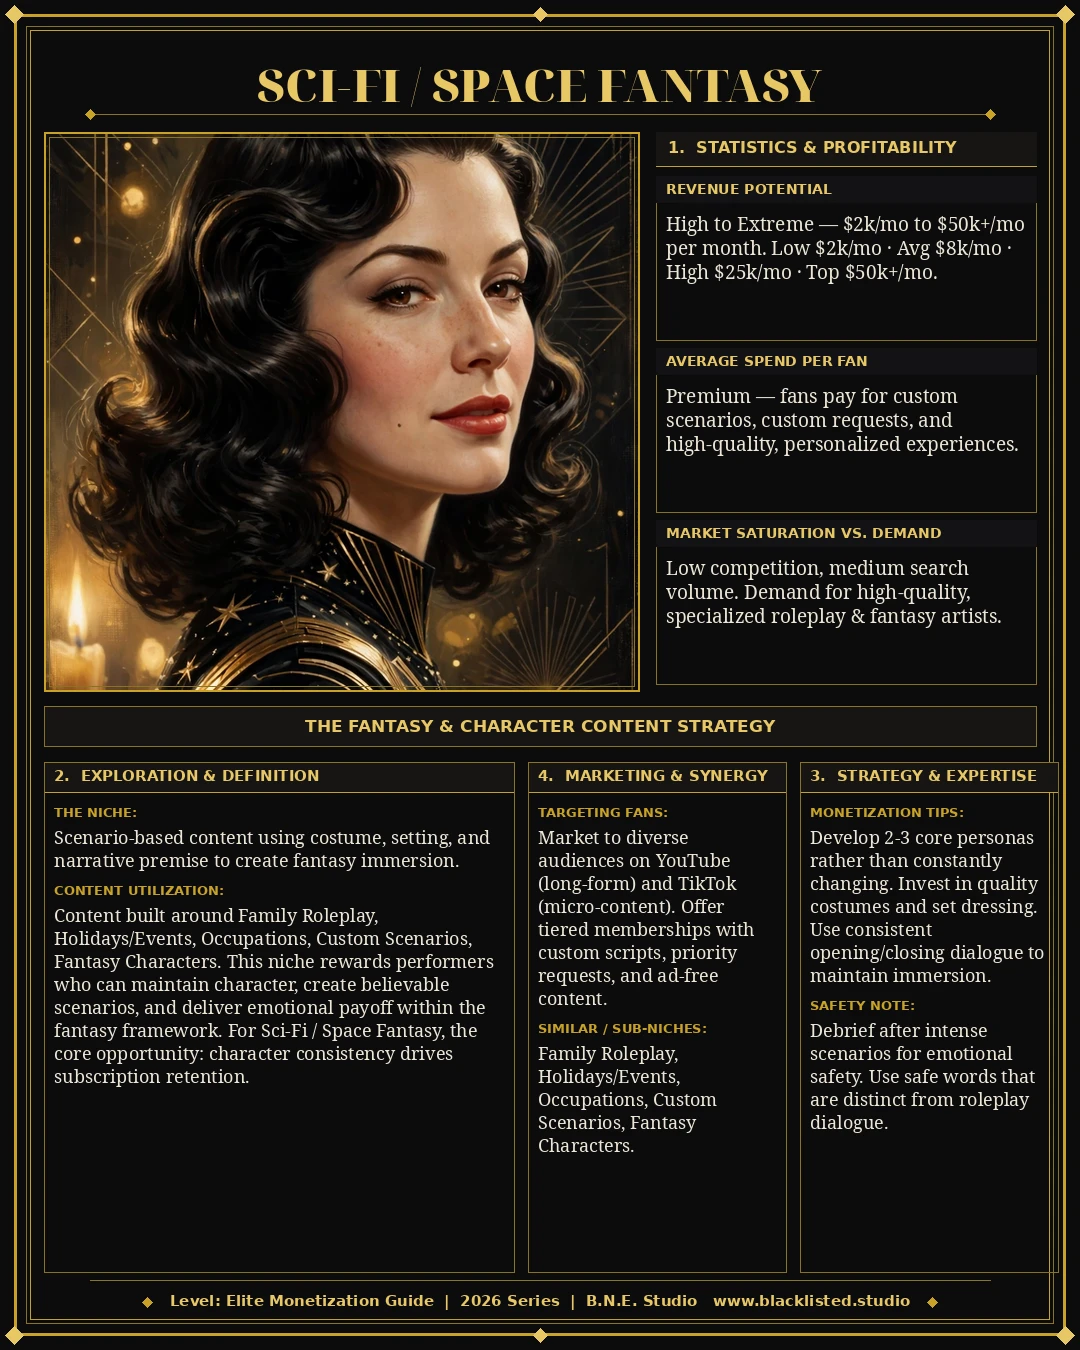 SCI-FI / SPACE FANTASY
1. STATISTICS & PROFITABILITY
REVENUE POTENTIAL
High to Extreme — $2k/mo to $50k+/mo
per month. Low $2k/mo · Avg $8k/mo ·
High $25k/mo · Top $50k+/mo.
AVERAGE SPEND PER FAN
Premium — fans pay for custom
scenarios, custom requests, and
high-quality, personalized experiences.
MARKET SATURATION VS. DEMAND
Low competition, medium search
volume. Demand for high-quality,
specialized roleplay & fantasy artists.
THE FANTASY & CHARACTER CONTENT STRATEGY
2. EXPLORATION & DEFINITION
THE NICHE:
Scenario-based content using costume, setting, and
narrative premise to create fantasy immersion.
CONTENT UTILIZATION:
Content built around Family Roleplay,
Holidays/Events, Occupations, Custom Scenarios,
Fantasy Characters. This niche rewards performers
who can maintain character, create believable
scenarios, and deliver emotional payoff within the
fantasy framework. For Sci-Fi / Space Fantasy, the
core opportunity: character consistency drives
subscription retention.
4. MARKETING & SYNERGY
TARGETING FANS:
Market to diverse
audiences on YouTube
(long-form) and TikTok
(micro-content). Offer
tiered memberships with
custom scripts, priority
requests, and ad-free
content.
SIMILAR / SUB-NICHES:
Family Roleplay,
Holidays/Events,
Occupations, Custom
Scenarios, Fantasy
Characters.
3. STRATEGY & EXPERTISE
MONETIZATION TIPS:
Develop 2-3 core personas
rather than constantly
changing. Invest in quality
costumes and set dressing.
Use consistent
opening/closing dialogue to
maintain immersion.
SAFETY NOTE:
Debrief after intense
scenarios for emotional
safety. Use safe words that
are distinct from roleplay
dialogue.
Level: Elite Monetization Guide | 2026 Series | B.N.E. Studio www.blacklisted.studio